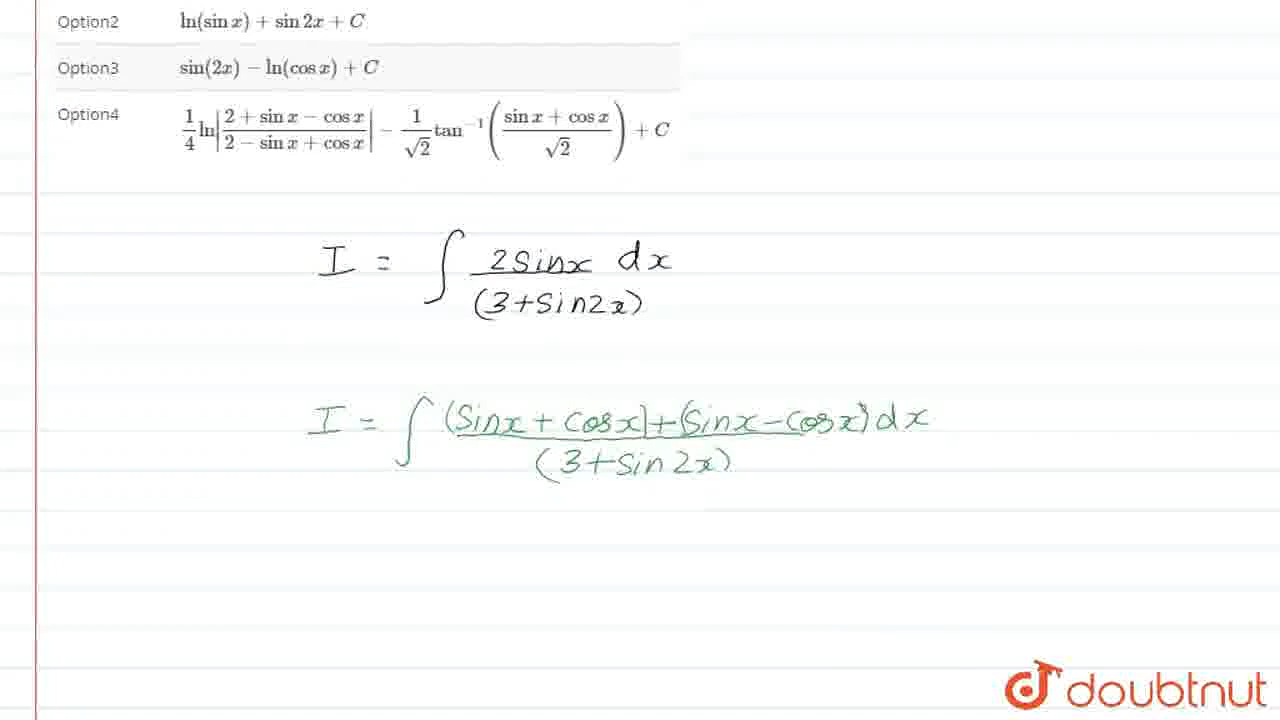 Option2 ln(sin x) + sin 2x + C
Option3 sin(2x) − ln(cos x) + C
Option4 1/4 ln|(2 + sin x − cos x)/(2 − sin x + cos x)| − 1/√2 tan⁻¹((sin x + cos x)/√2) + C
I = ∫ 2Sinx dx / (3+Sin2x)
I = ∫ (Sinx + Cosx)+(Sinx − Cosx) dx / (3+Sin2x)
doubtnut